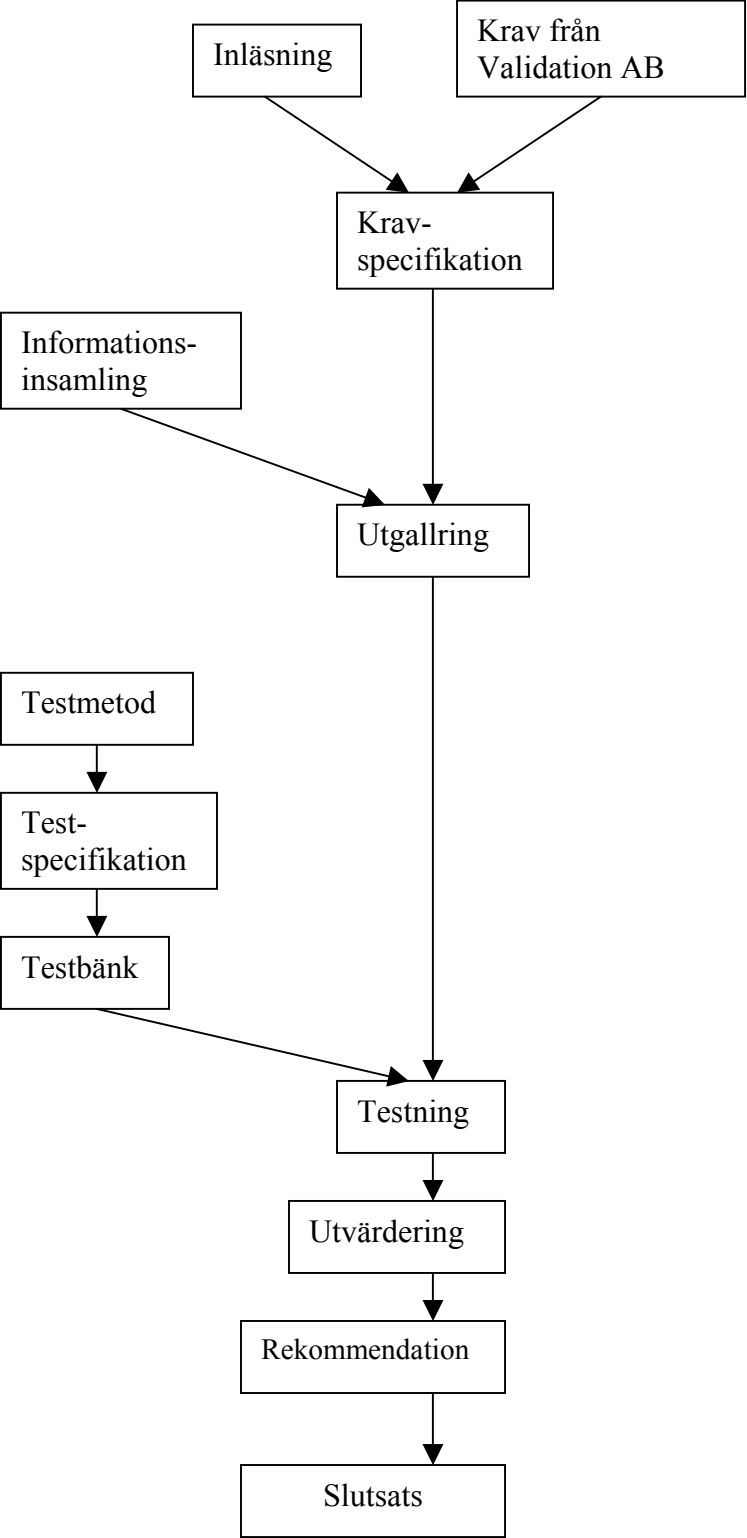 Inläsning
Krav från
Validation AB
Krav-
specifikation
Informations-
insamling
Utgallring
Testmetod
Test-
specifikation
Testbänk
Testning
Utvärdering
Rekommendation
Slutsats